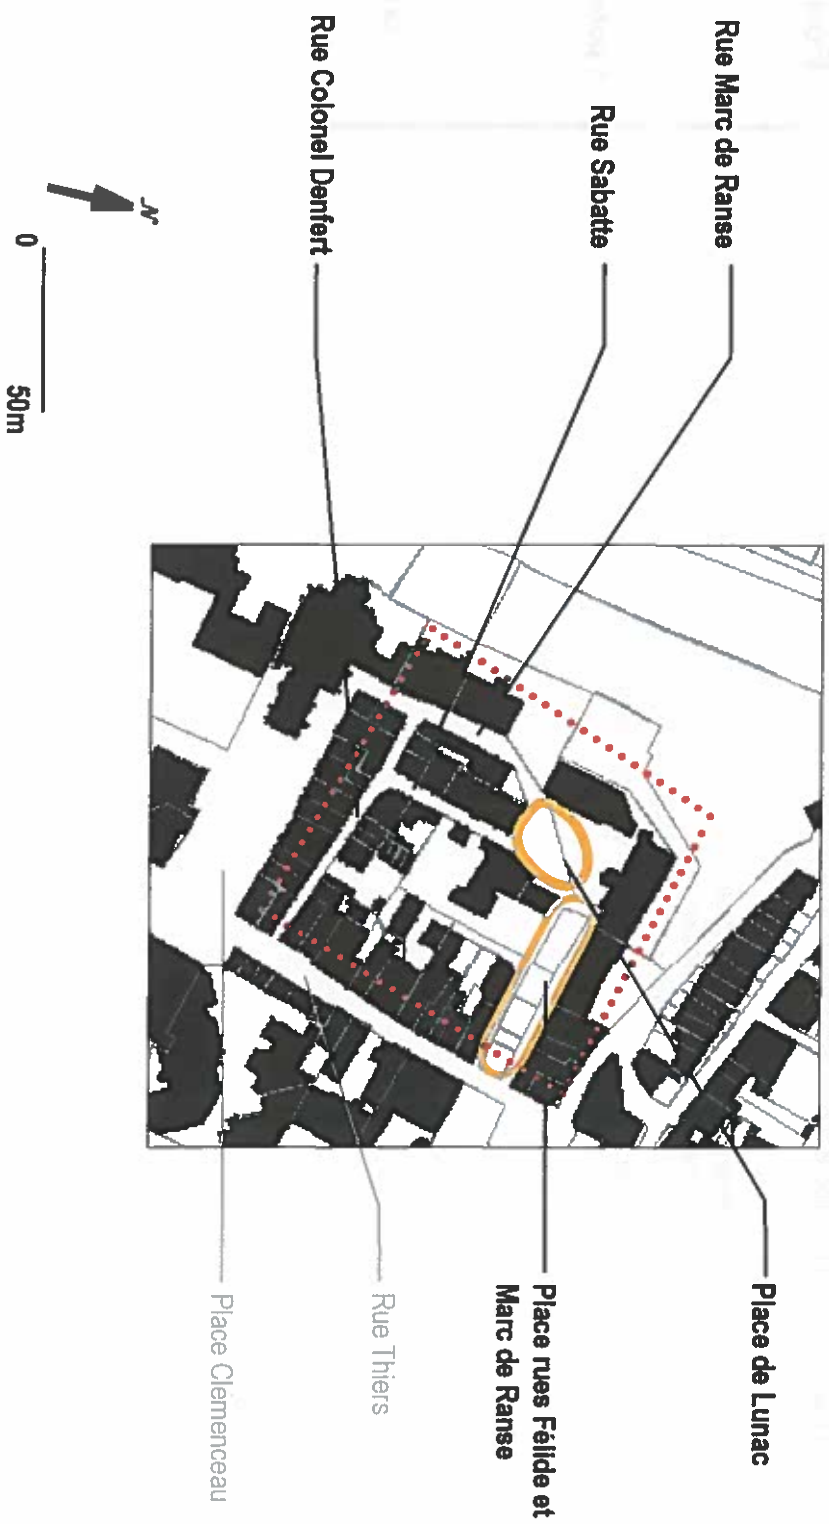 Rue Marc de Ranse
Rue Sabatte
Rue Colonel Denfert
N
0
50m
Place de Lunac
Place rues Félide et
Marc de Ranse
Rue Thiers
Place Clémenceau